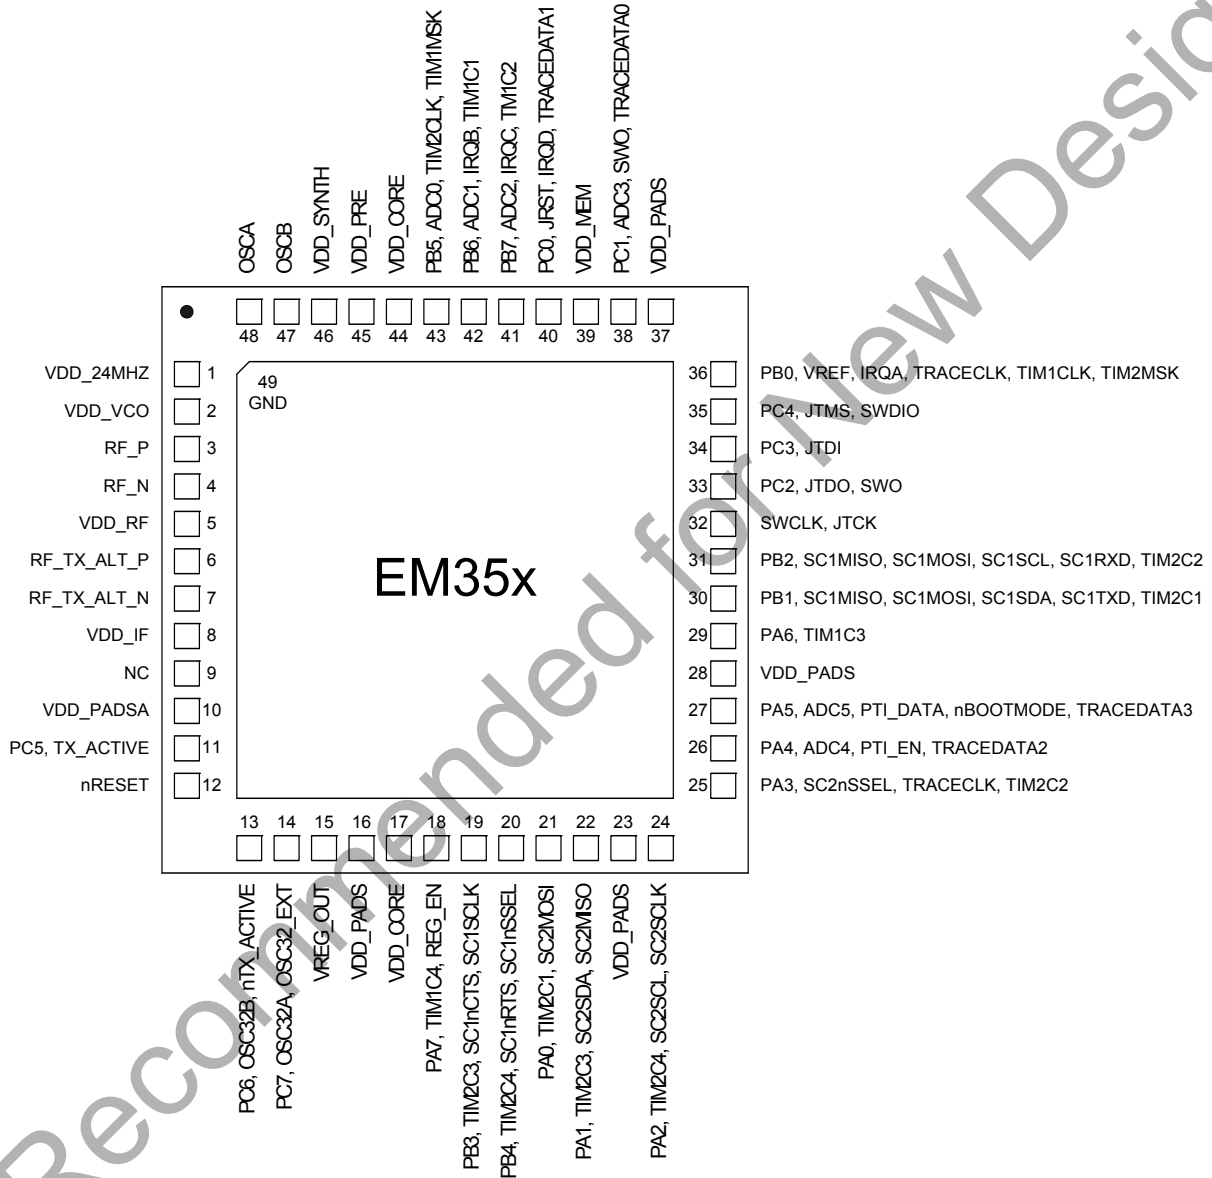 OSCA
OSCB
VDD_SYNTH
VDD_PRE
VDD_CORE
PB5, ADC0, TIM2CLK, TIM1MSK
PB6, ADC1, IRQB, TIM1C1
PB7, ADC2, IRQC, TM1C2
PC0, JRST, IRQD, TRACEDATA1
VDD_MEM
PC1, ADC3, SWO, TRACEDATA0
VDD_PADS
48 47 46 45 44 43 42 41 40 39 38 37
VDD_24MHZ 1
VDD_VCO 2
RF_P 3
RF_N 4
VDD_RF 5
RF_TX_ALT_P 6
RF_TX_ALT_N 7
VDD_IF 8
NC 9
VDD_PADSA 10
PC5, TX_ACTIVE 11
nRESET 12
49
GND
EM35x
36 PB0, VREF, IRQA, TRACECLK, TIM1CLK, TIM2MSK
35 PC4, JTMS, SWDIO
34 PC3, JTDI
33 PC2, JTDO, SWO
32 SWCLK, JTCK
31 PB2, SC1MISO, SC1MOSI, SC1SCL, SC1RXD, TIM2C2
30 PB1, SC1MISO, SC1MOSI, SC1SDA, SC1TXD, TIM2C1
29 PA6, TIM1C3
28 VDD_PADS
27 PA5, ADC5, PTI_DATA, nBOOTMODE, TRACEDATA3
26 PA4, ADC4, PTI_EN, TRACEDATA2
25 PA3, SC2nSSEL, TRACECLK, TIM2C2
13 14 15 16 17 18 19 20 21 22 23 24
PC6, OSC32B, nTX_ACTIVE
PC7, OSC32A, OSC32_EXT
VREG_OUT
VDD_PADS
VDD_CORE
PA7, TIM1C4, REG_EN
PB3, TIM2C3, SC1nCTS, SC1SCLK
PB4, TIM2C4, SC1nRTS, SC1nSSEL
PA0, TIM2C1, SC2MOSI
PA1, TIM2C3, SC2SDA, SC2MISO
VDD_PADS
PA2, TIM2C4, SC2SCL, SC2SCLK
Recommended for New Desig